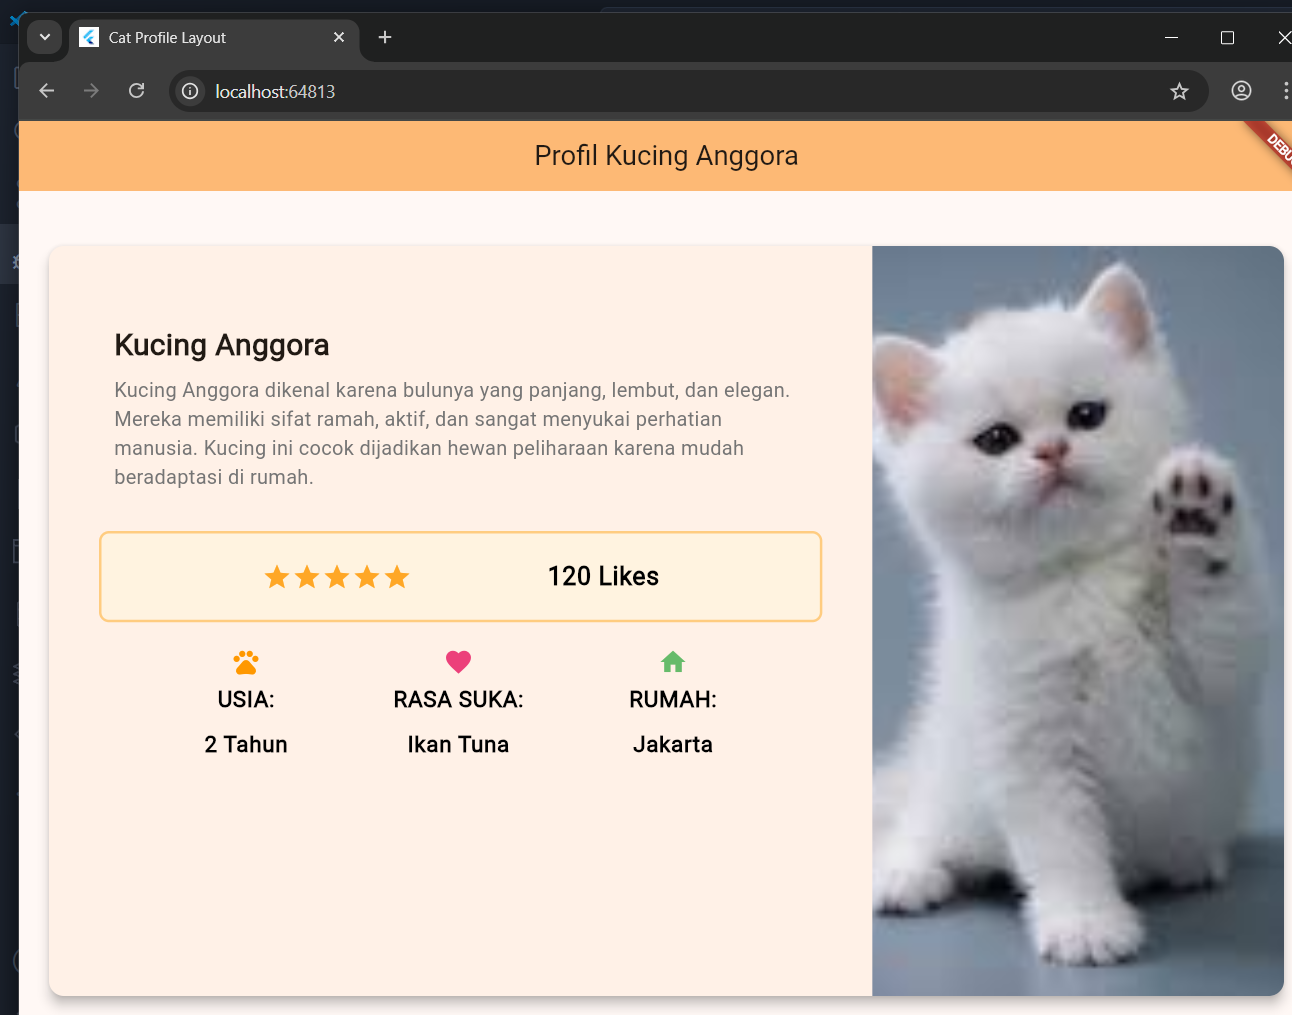 Cat Profile Layout
localhost:64813
Profil Kucing Anggora
Kucing Anggora
Kucing Anggora dikenal karena bulunya yang panjang, lembut, dan elegan.
Mereka memiliki sifat ramah, aktif, dan sangat menyukai perhatian
manusia. Kucing ini cocok dijadikan hewan peliharaan karena mudah
beradaptasi di rumah.
120 Likes
USIA:
2 Tahun
RASA SUKA:
Ikan Tuna
RUMAH:
Jakarta